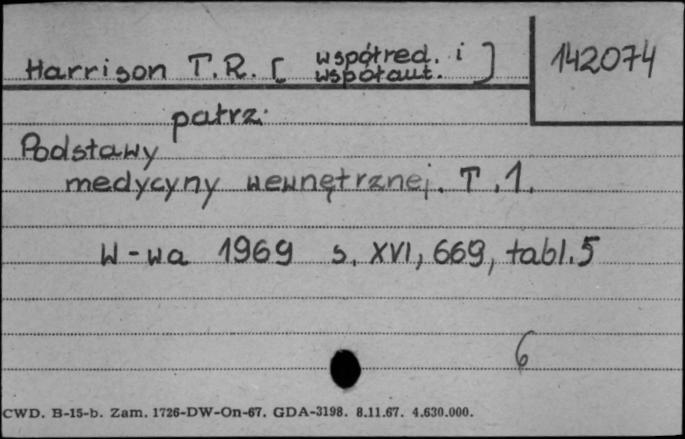 Harrison T.R. [ współred. i współaut. ] 142074
patrz:
Podstawy
medycyny wewnętrznej. T.1.
W-wa 1969 s. XVI, 669, tabl.5
6
CWD. B-15-b. Zam. 1726-DW-On-67. GDA-3198. 8.11.67. 4.630.000.